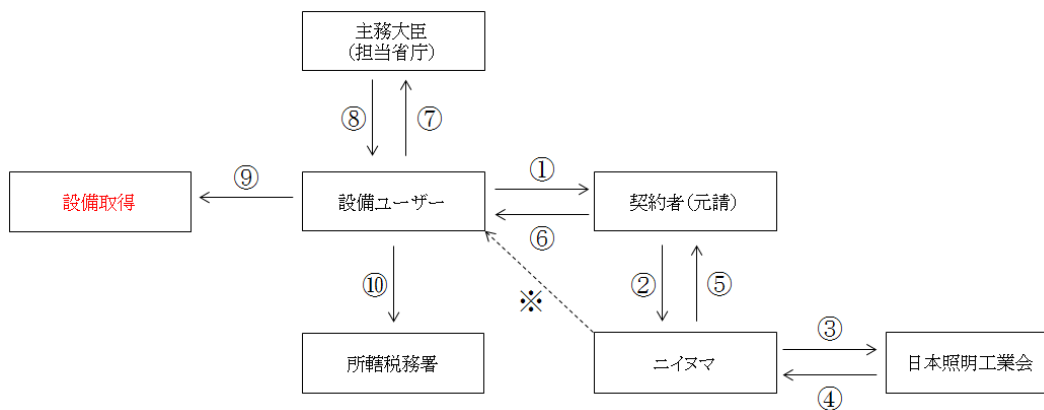 主務大臣
(担当省庁)
⑧
⑦
設備取得
⑨
設備ユーザー
①
⑥
契約者(元請)
⑩
※
②
⑤
所轄税務署
ニイヌマ
③
④
日本照明工業会